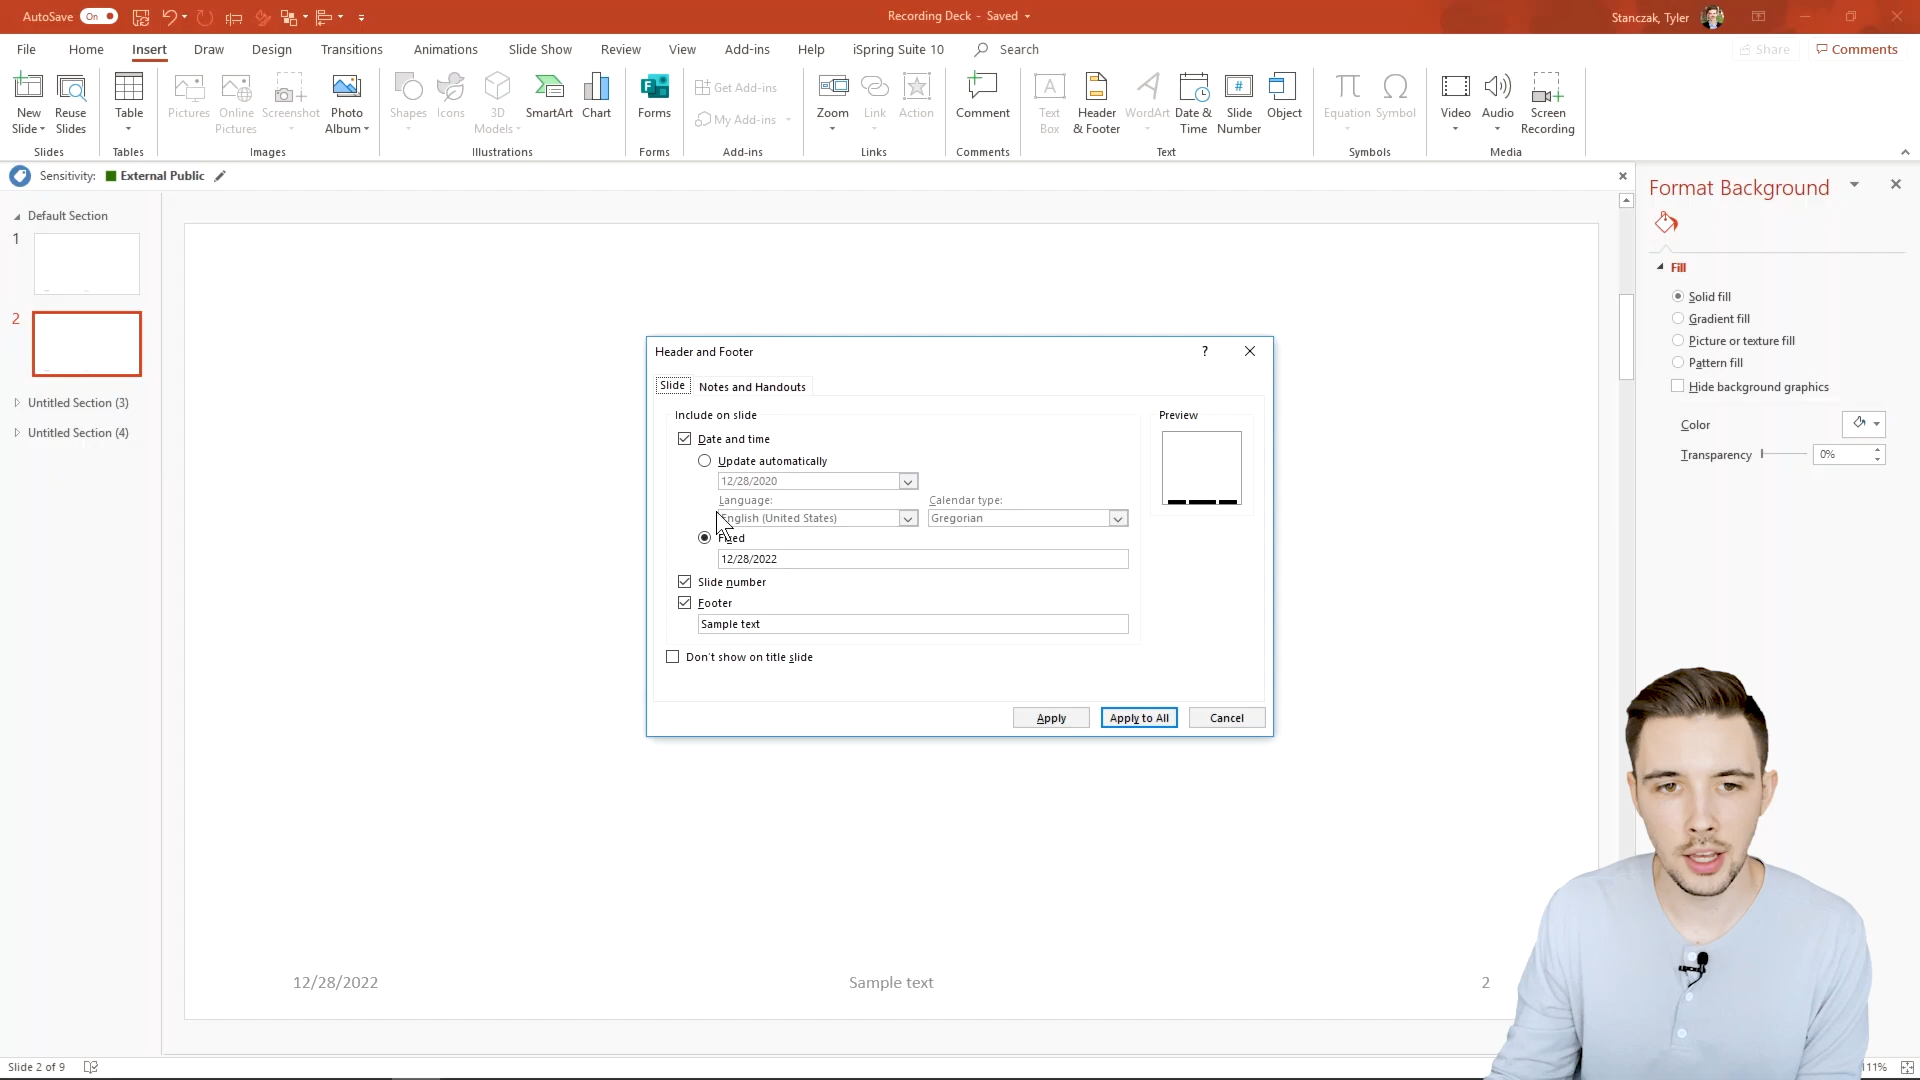 AutoSave On
Recording Deck - Saved
Stanczak, Tyler
File Home Insert Draw Design Transitions Animations Slide Show Review View Add-ins Help iSpring Suite 10 Search
Share Comments
New Slide
Reuse Slides
Slides
Table
Tables
Pictures
Online Pictures
Screenshot
Photo Album
Images
Shapes
Icons
3D Models
SmartArt
Chart
Illustrations
Forms
Forms
Get Add-ins
My Add-ins
Add-ins
Zoom
Link
Action
Links
Comment
Comments
Text Box
Header & Footer
WordArt
Date & Time
# Slide Number
Object
Text
Equation
Symbol
Symbols
Video
Audio
Screen Recording
Media
Sensitivity: External Public
Default Section
1
2
Untitled Section (3)
Untitled Section (4)
Header and Footer ?
Slide Notes and Handouts
Include on slide
Date and time
Update automatically
12/28/2020
Language: Calendar type:
English (United States) Gregorian
Fixed
12/28/2022
Slide number
Footer
Sample text
Don't show on title slide
Preview
Apply Apply to All Cancel
12/28/2022 Sample text 2
Format Background
Fill
Solid fill
Gradient fill
Picture or texture fill
Pattern fill
Hide background graphics
Color
Transparency 0%
Slide 2 of 9
111%